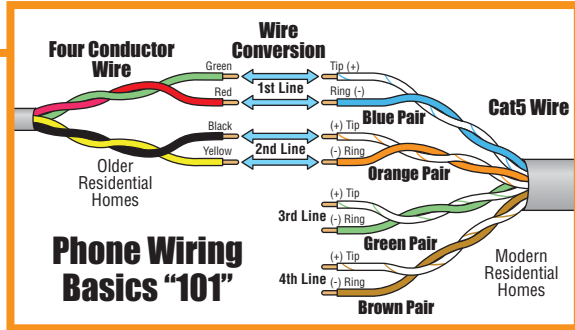 Four Conductor
Wire
Wire
Conversion
Green
Tip (+)
1st Line
Red
Ring (-)
Blue Pair
Cat5 Wire
Black
(+) Tip
2nd Line
Yellow
(-) Ring
Orange Pair
Older
Residential
Homes
(+) Tip
3rd Line
(-) Ring
Green Pair
(+) Tip
4th Line
(-) Ring
Brown Pair
Modern
Residential
Homes
Phone Wiring
Basics “101”